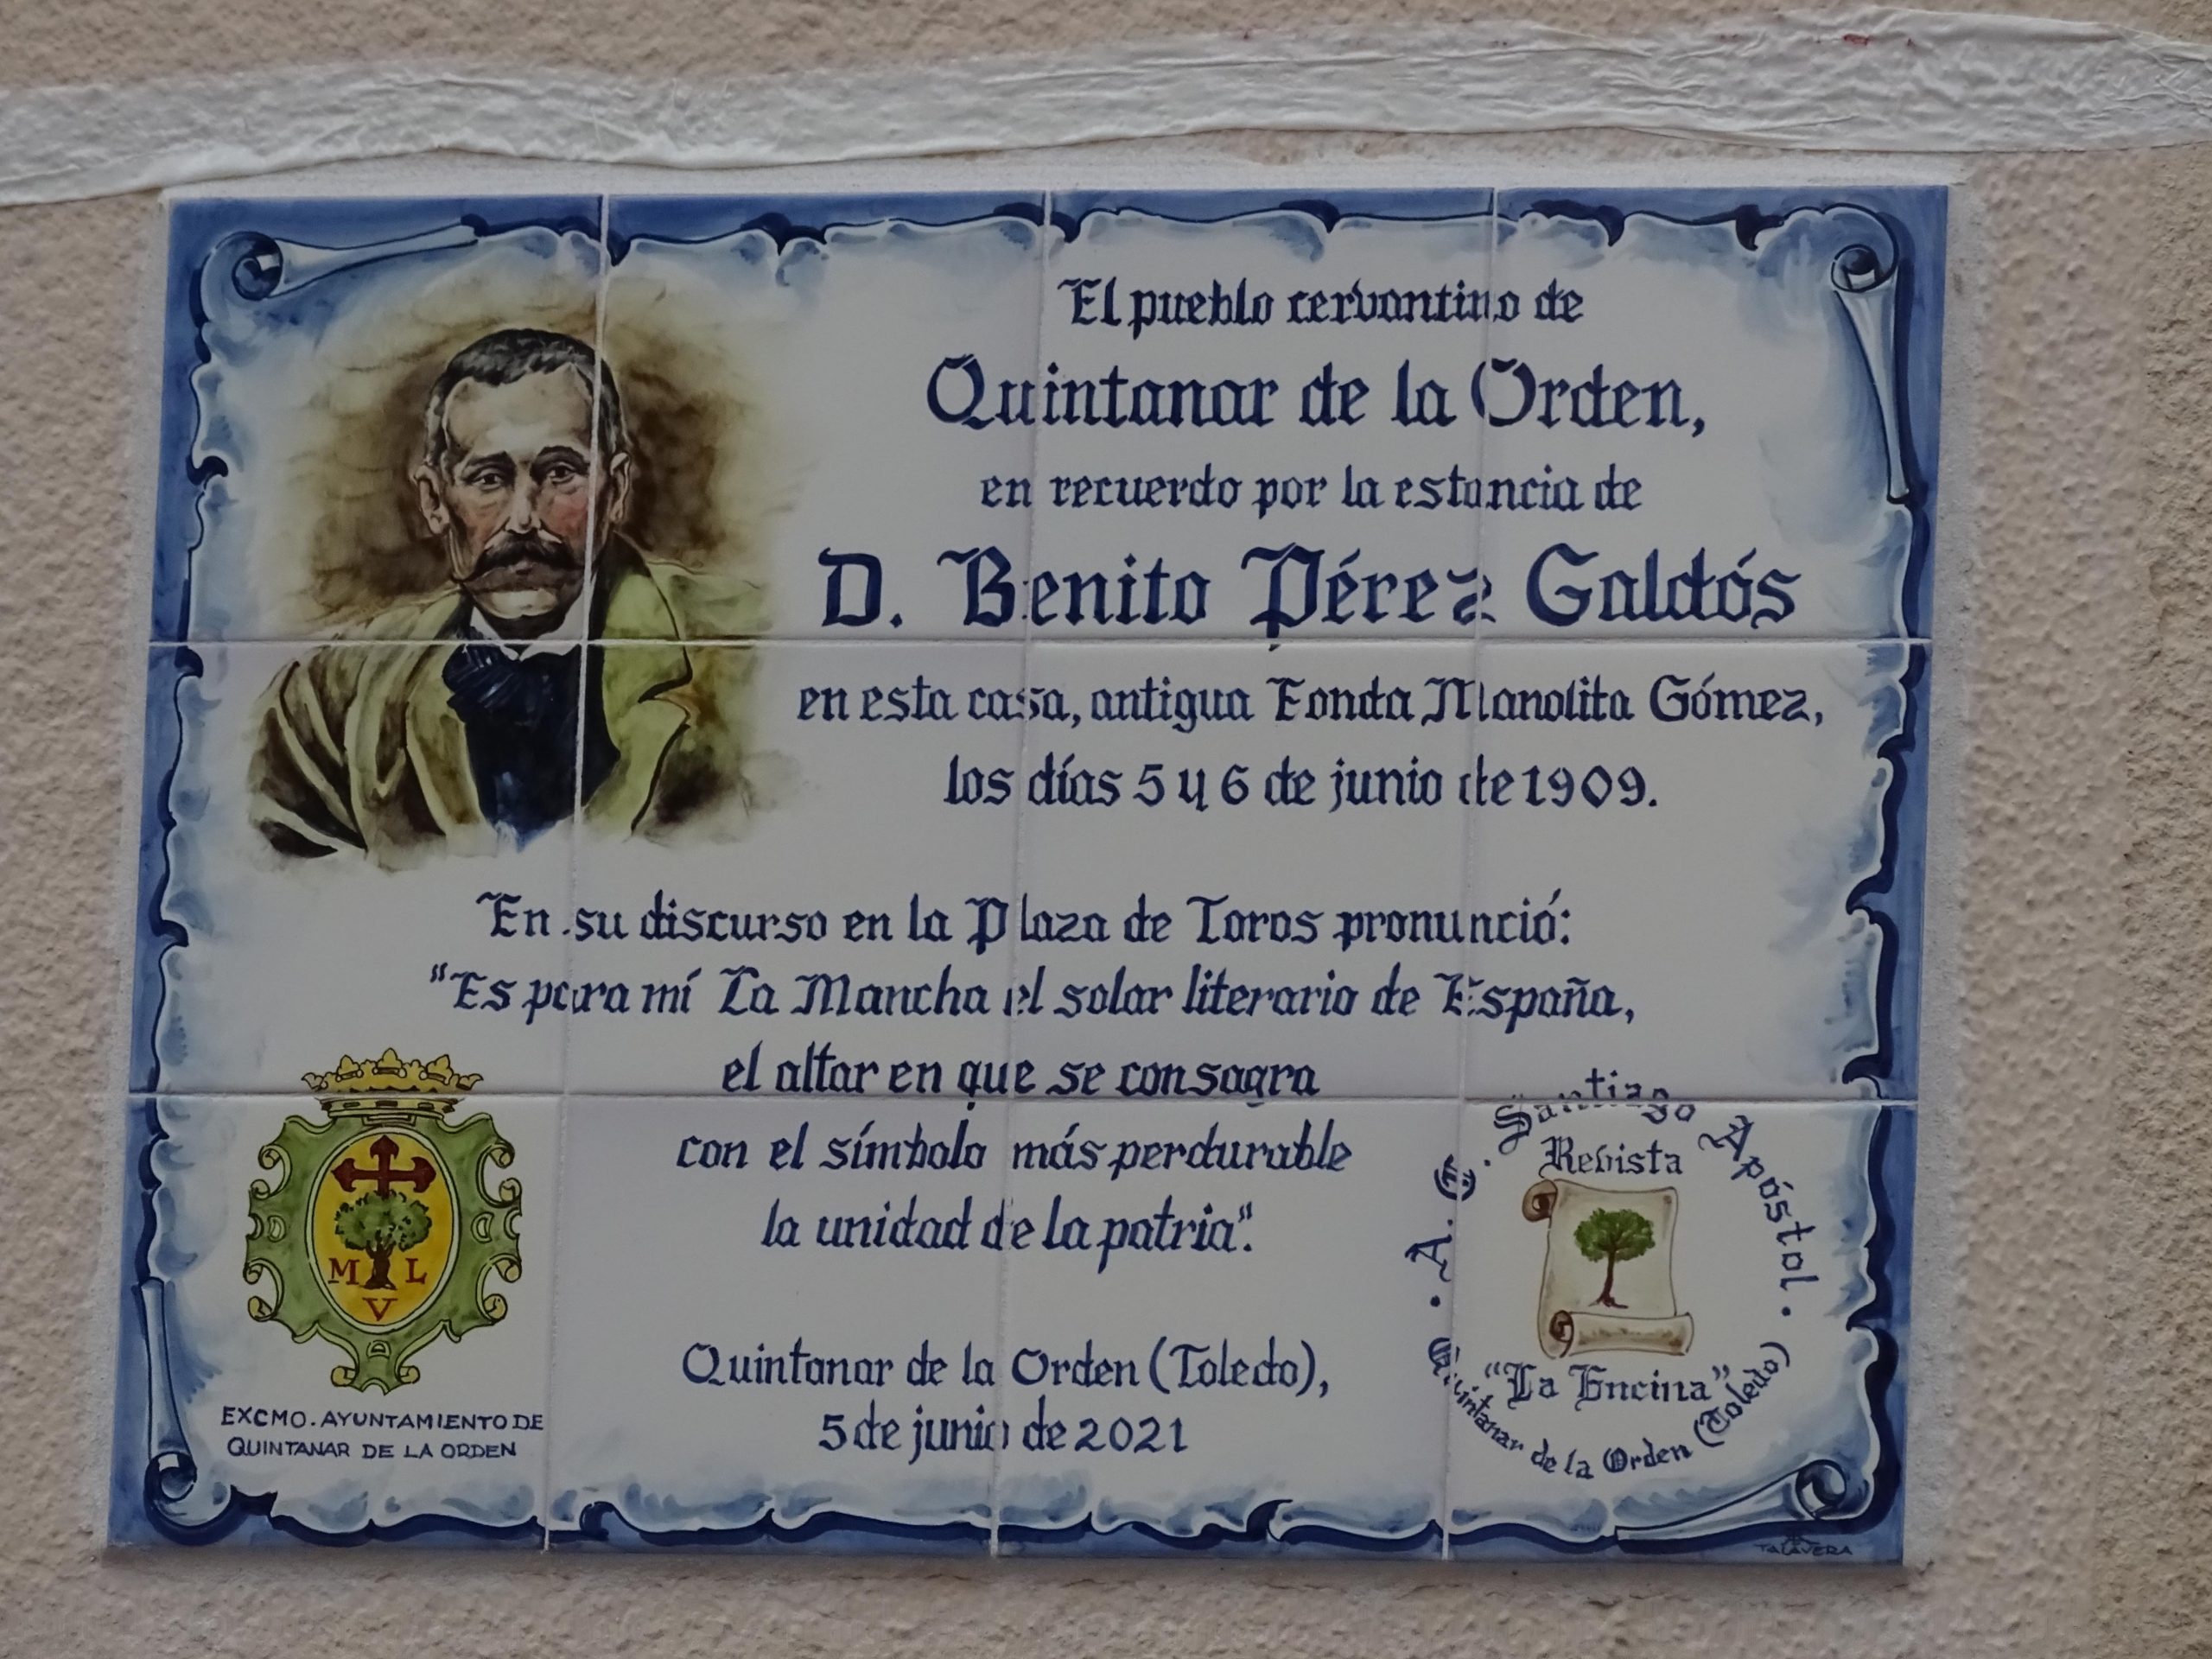 El pueblo cervantino de
Quintanar de la Orden,
en recuerdo por la estancia de
D. Benito Pérez Galdós
en esta casa, antigua Fonda Manolita Gómez,
los días 5 y 6 de junio de 1909.
En su discurso en la Plaza de Toros pronunció:
"Es para mí La Mancha el solar literario de España,
el altar en que se consagra
con el símbolo más perdurable
la unidad de la patria".
Quintanar de la Orden (Toledo),
5 de junio de 2021
M L
V
EXCMO. AYUNTAMIENTO DE
QUINTANAR DE LA ORDEN
· A. C. Santiago Apóstol ·
Revista
"La Encina"
Quintanar de la Orden (Toledo)
TALAVERA